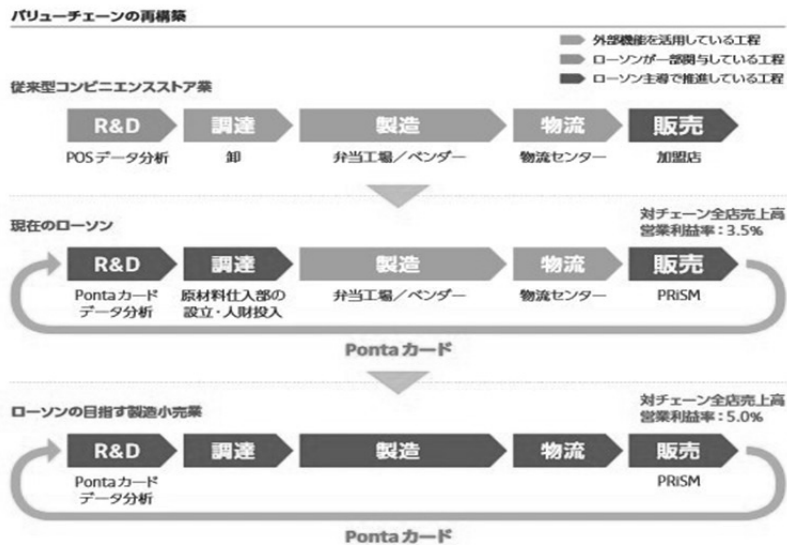 バリューチェーンの再構築
外部機能を活用している工程
ローソンが一部関与している工程
ローソン主導で推進している工程
従来型コンビニエンスストア業
R&D 調達 製造 物流 販売
POSデータ分析 卸 弁当工場/ベンダー 物流センター 加盟店
対チェーン全店売上高
営業利益率:3.5%
現在のローソン
R&D 調達 製造 物流 販売
Pontaカード 原材料仕入部の 弁当工場/ベンダー 物流センター PRiSM
データ分析 設立・人財投入
Pontaカード
対チェーン全店売上高
営業利益率:5.0%
ローソンの目指す製造小売業
R&D 調達 製造 物流 販売
Pontaカード PRiSM
データ分析
Pontaカード